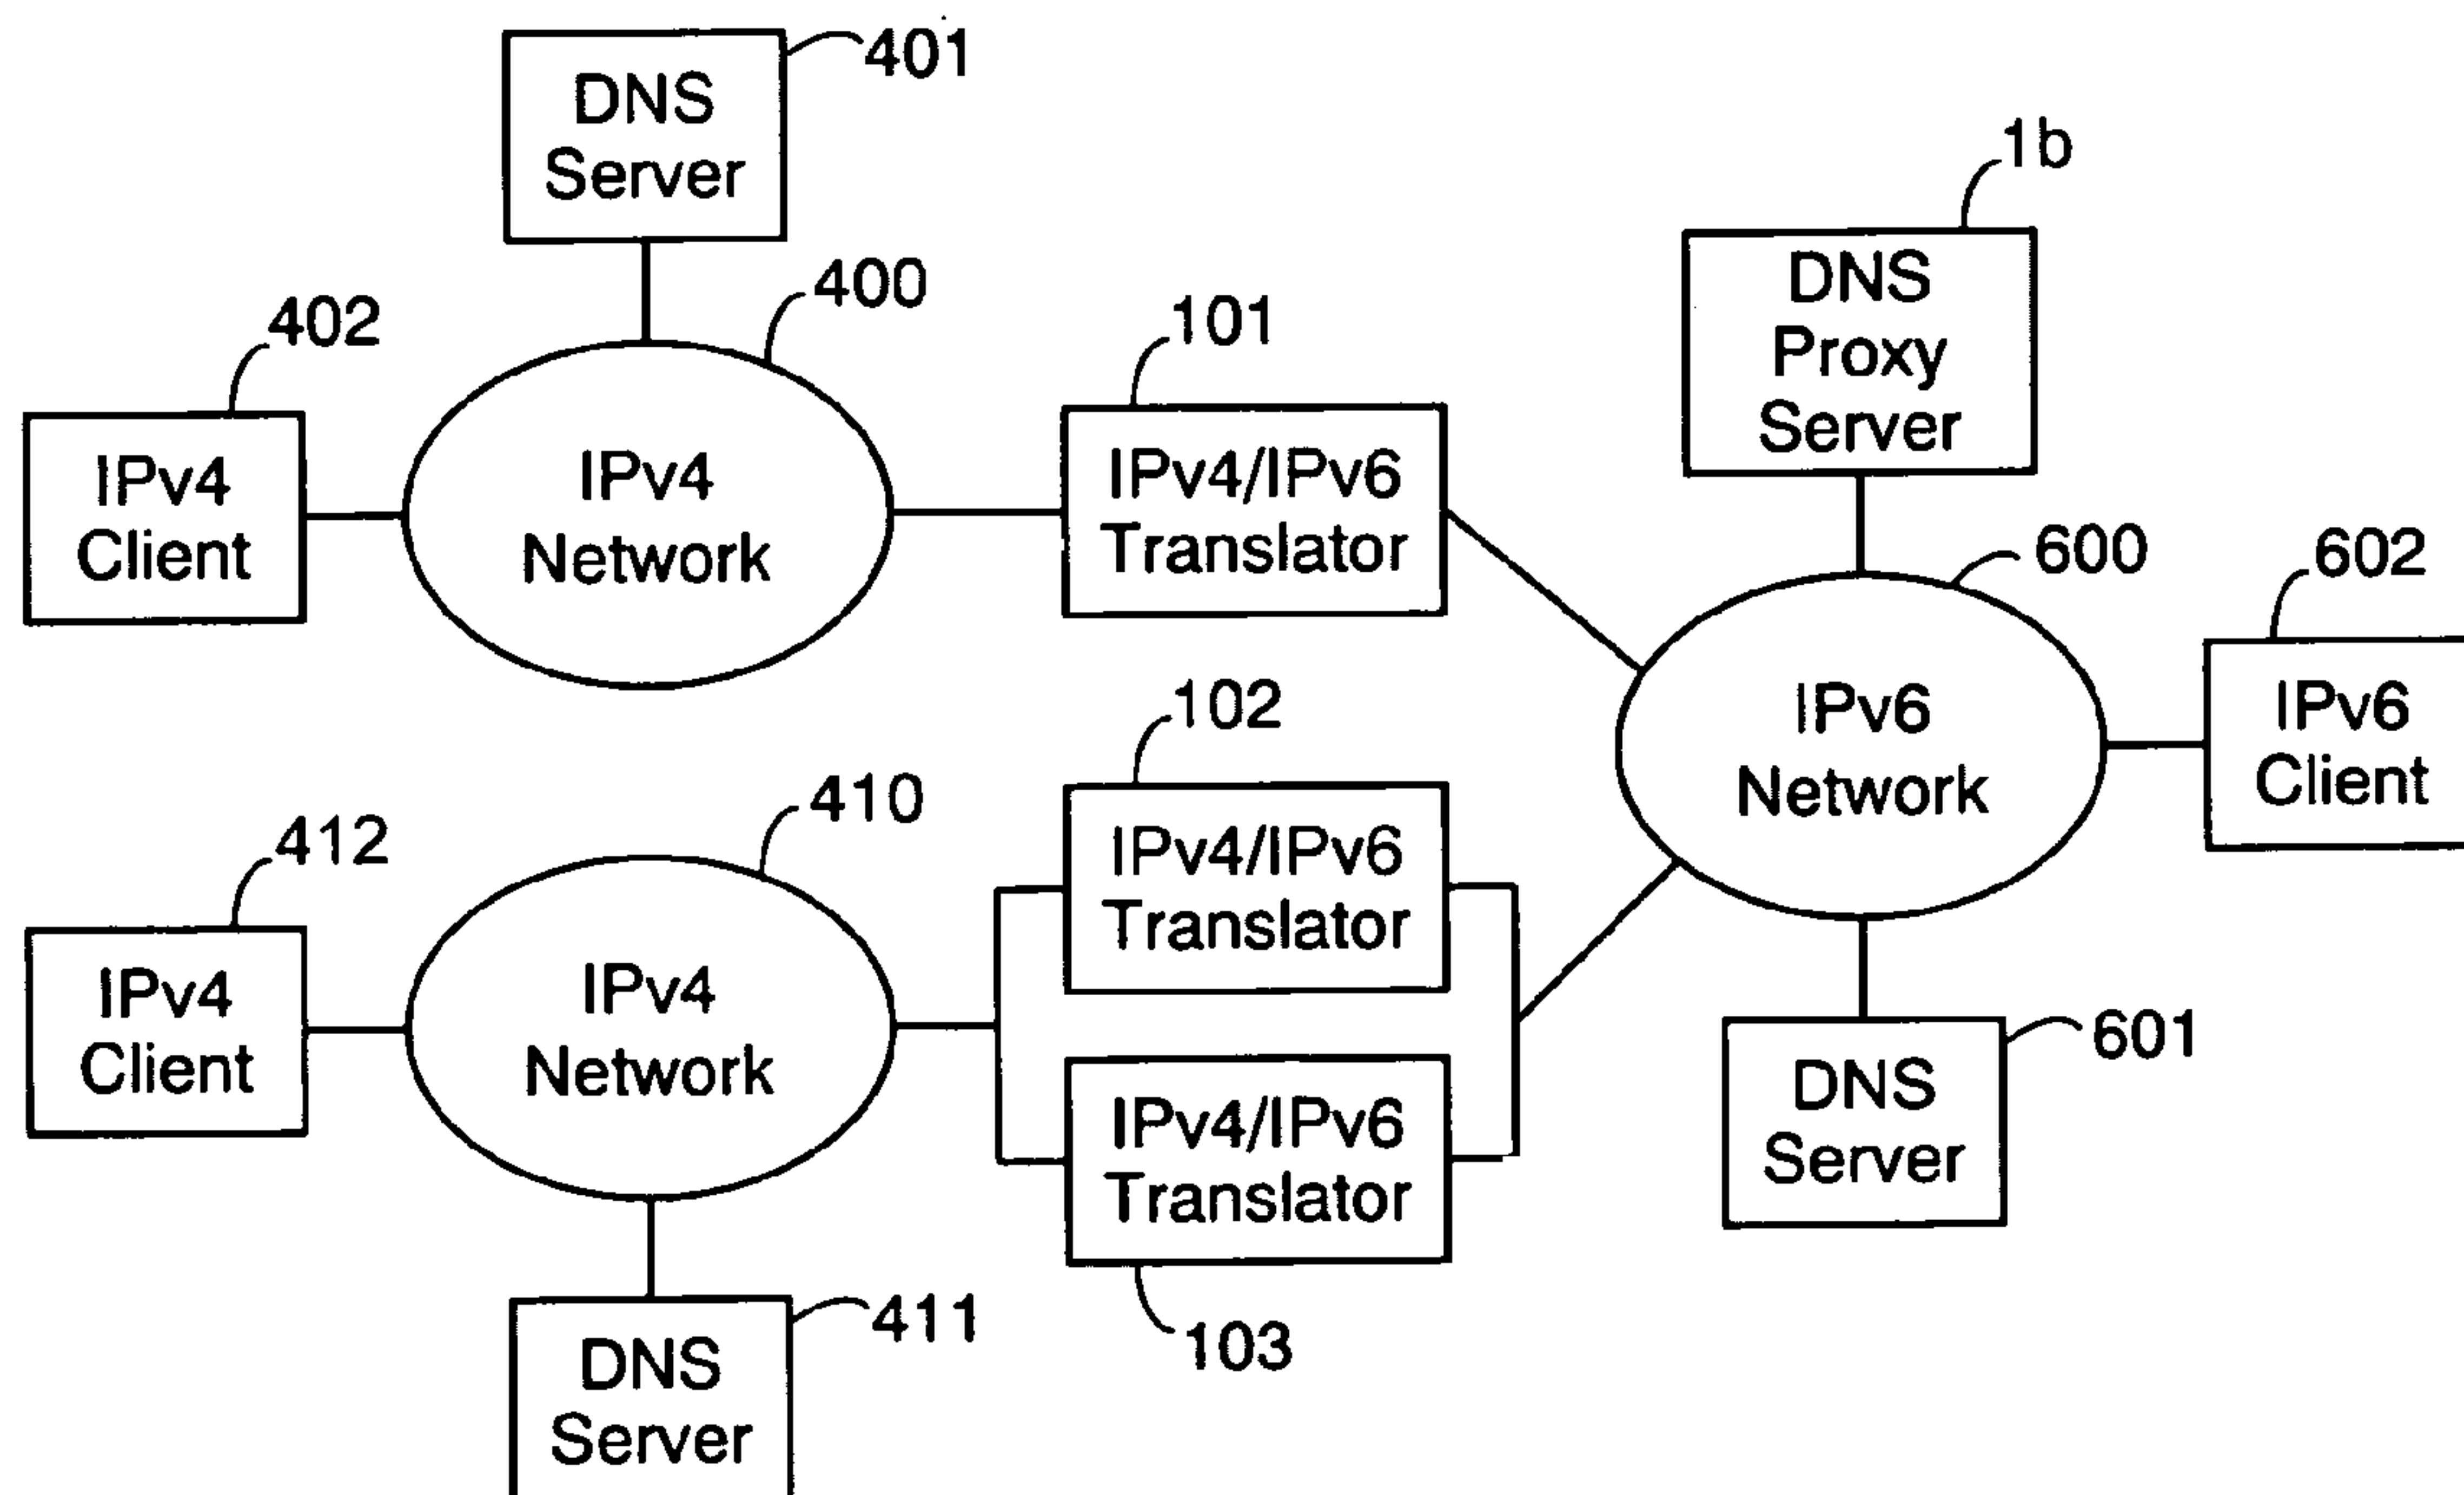 401
DNS
Server
1b
400
402
101
DNS
Proxy
Server
IPv4
Client
IPv4
Network
IPv4/IPv6
Translator
600
602
102
IPv6
Network
IPv6
Client
410
412
IPv4/IPv6
Translator
IPv4
Client
IPv4
Network
601
DNS
Server
IPv4/IPv6
Translator
411
103
DNS
Server